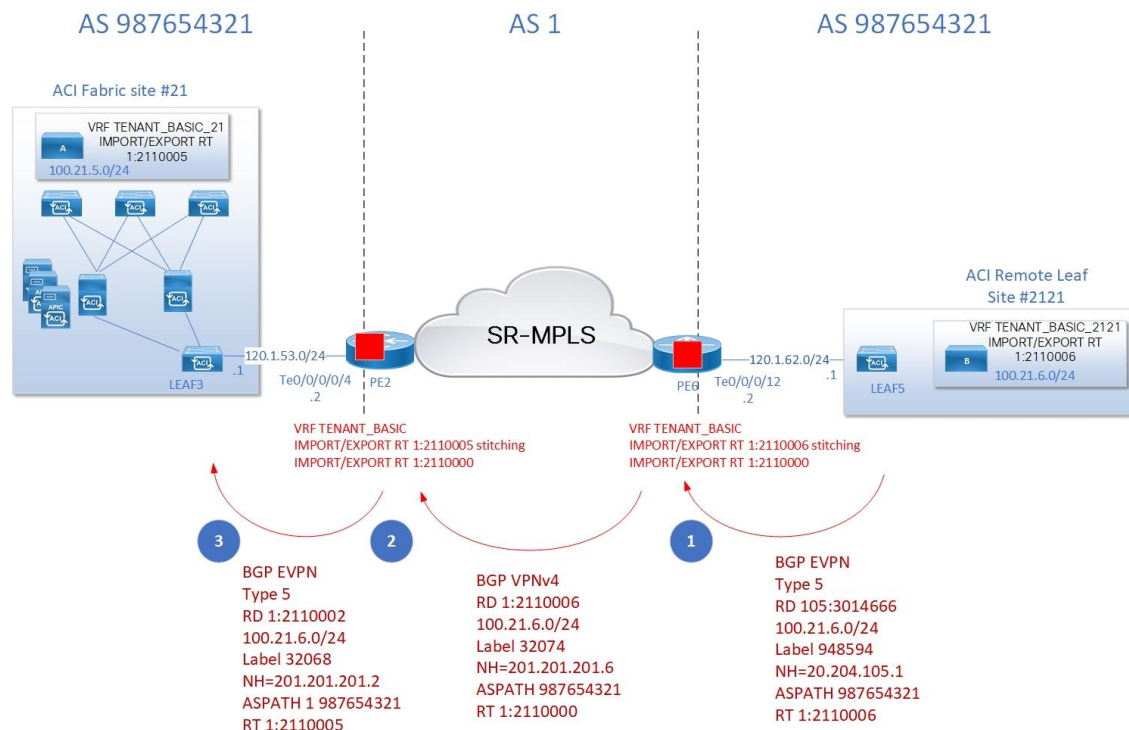 AS 987654321
AS 1
AS 987654321
ACI Fabric site #21
VRF TENANT_BASIC_21
IMPORT/EXPORT RT
1:2110005
A
100.21.5.0/24
ACI
ACI
ACI
ACI
ACI
APIC
ACI
LEAF3
120.1.53.0/24
.1
Te0/0/0/0/4
.2
PE2
SR-MPLS
PE6
Te0/0/0/12
.2
120.1.62.0/24
.1
ACI Remote Leaf
Site #2121
VRF TENANT_BASIC_2121
IMPORT/EXPORT RT
1:2110006
B
100.21.6.0/24
ACI
LEAF5
VRF TENANT_BASIC
IMPORT/EXPORT RT 1:2110005 stitching
IMPORT/EXPORT RT 1:2110000
VRF TENANT_BASIC
IMPORT/EXPORT RT 1:2110006 stitching
IMPORT/EXPORT RT 1:2110000
3
2
1
BGP EVPN
Type 5
RD 1:2110002
100.21.6.0/24
Label 32068
NH=201.201.201.2
ASPATH 1 987654321
RT 1:2110005
BGP VPNv4
RD 1:2110006
100.21.6.0/24
Label 32074
NH=201.201.201.6
ASPATH 987654321
RT 1:2110000
BGP EVPN
Type 5
RD 105:3014666
100.21.6.0/24
Label 948594
NH=20.204.105.1
ASPATH 987654321
RT 1:2110006